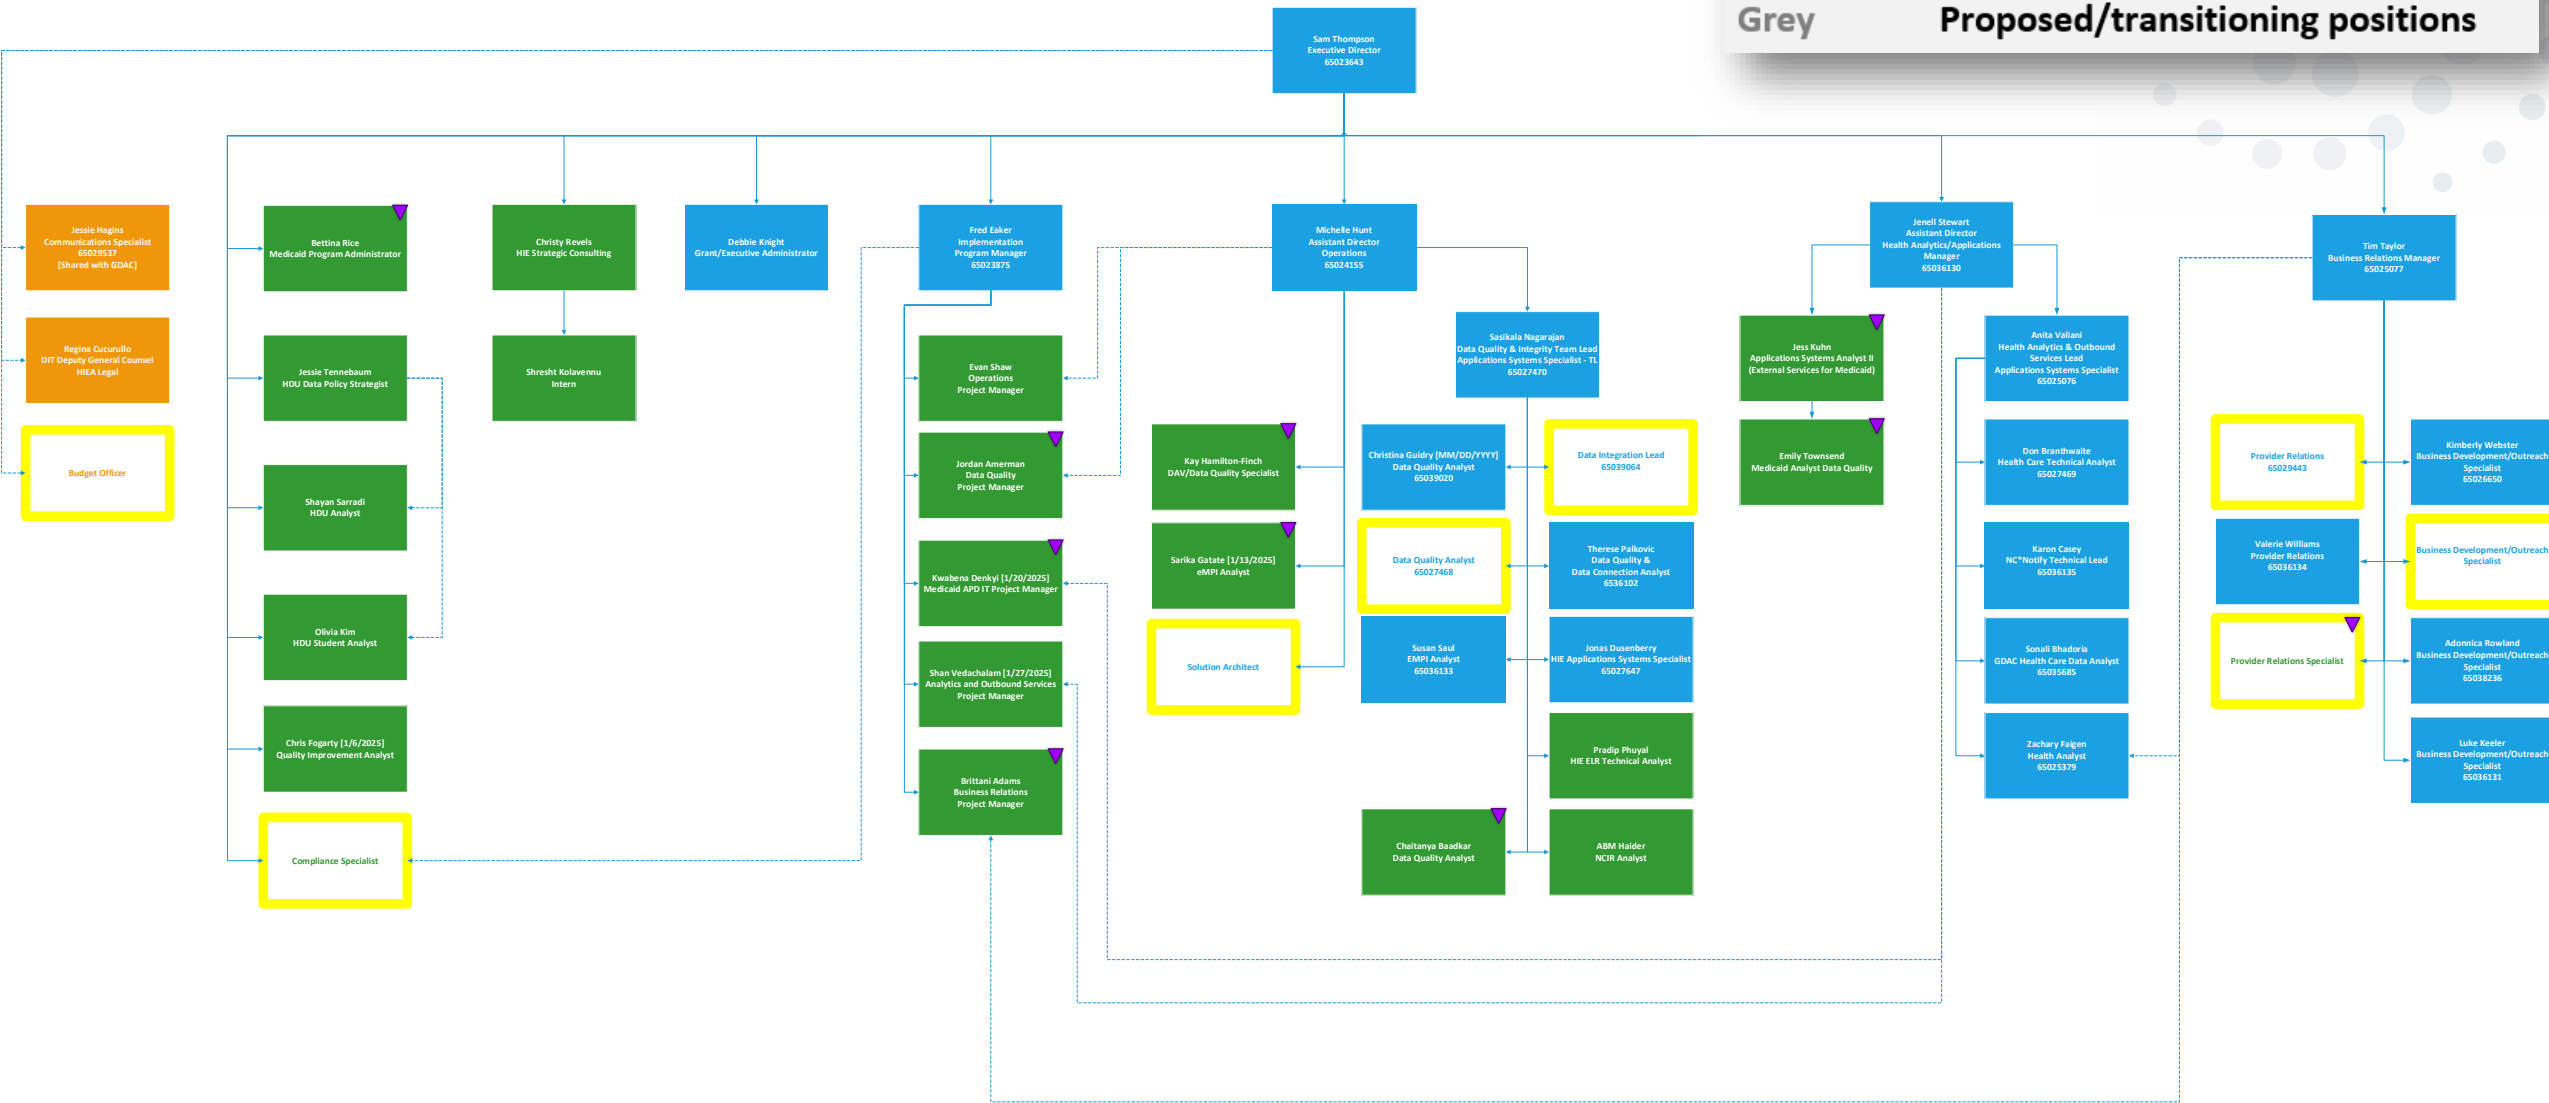 Grey Proposed/transitioning positions
Sam Thompson
Executive Director
65023643
Jessie Hagins
Communications Specialist
65029537
[Shared with GDAC]
Regina Cucurullo
DIT Deputy General Counsel
HIEA Legal
Budget Officer
Bettina Rice
Medicaid Program Administrator
Jessie Tennebaum
HDU Data Policy Strategist
Shayan Sarradi
HDU Analyst
Olivia Kim
HDU Student Analyst
Chris Fogarty [1/6/2025]
Quality Improvement Analyst
Compliance Specialist
Christy Revels
HIE Strategic Consulting
Shresht Kolavennu
Intern
Debbie Knight
Grant/Executive Administrator
Fred Eaker
Implementation
Program Manager
65023875
Evan Shaw
Operations
Project Manager
Jordan Amerman
Data Quality
Project Manager
Kwabena Denkyi [1/20/2025]
Medicaid APD IT Project Manager
Shan Vedachalam [1/27/2025]
Analytics and Outbound Services
Project Manager
Brittani Adams
Business Relations
Project Manager
Michelle Hunt
Assistant Director
Operations
65024155
Kay Hamilton-Finch
DAV/Data Quality Specialist
Sarika Gatate [1/13/2025]
eMPI Analyst
Solution Architect
Sasikala Nagarajan
Data Quality & Integrity Team Lead
Applications Systems Specialist - TL
65027470
Christina Guidry [MM/DD/YYYY]
Data Quality Analyst
65039020
Data Integration Lead
65039064
Data Quality Analyst
65027468
Therese Palkovic
Data Quality &
Data Connection Analyst
6536102
Susan Saul
EMPI Analyst
65036133
Jonas Dusenberry
HIE Applications Systems Specialist
65027647
Pradip Phuyal
HIE ELR Technical Analyst
Chaitanya Baadkar
Data Quality Analyst
ABM Haider
NCIR Analyst
Jenell Stewart
Assistant Director
Health Analytics/Applications
Manager
65036130
Jess Kuhn
Applications Systems Analyst II
(External Services for Medicaid)
Emily Townsend
Medicaid Analyst Data Quality
Anita Valiani
Health Analytics & Outbound
Services Lead
Applications Systems Specialist
65025076
Don Branthwaite
Health Care Technical Analyst
65027469
Karon Casey
NC*Notify Technical Lead
65036135
Sonali Bhadoria
GDAC Health Care Data Analyst
65035685
Zachary Faigen
Health Analyst
65025379
Tim Taylor
Business Relations Manager
65025077
Provider Relations
65029443
Kimberly Webster
Business Development/Outreach
Specialist
65026650
Valerie Williams
Provider Relations
65036134
Business Development/Outreach
Specialist
Provider Relations Specialist
Adonnica Rowland
Business Development/Outreach
Specialist
65038236
Luke Keeler
Business Development/Outreach
Specialist
65036131